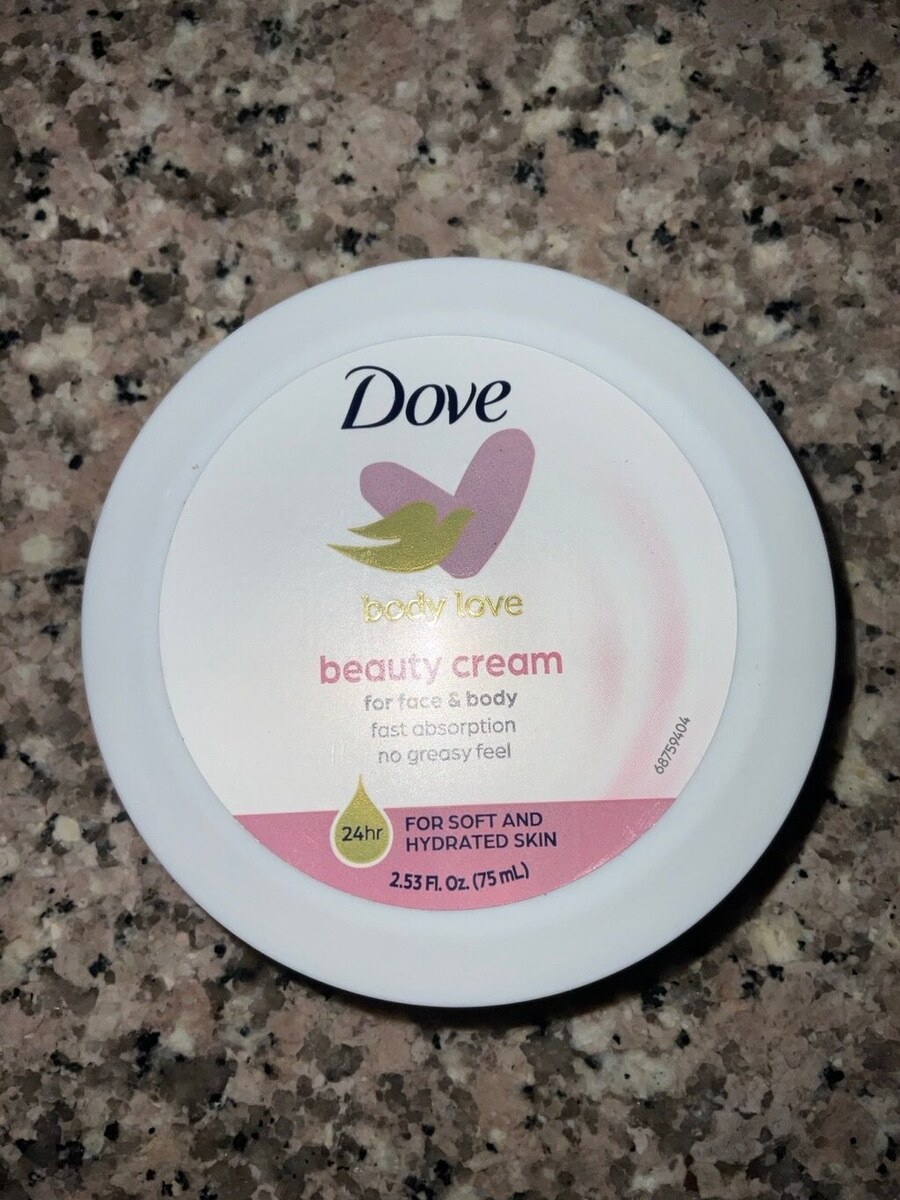 Dove
body love
beauty cream
for face & body
fast absorption
no greasy feel
68759404
24hr
FOR SOFT AND
HYDRATED SKIN
2.53 Fl. Oz. (75 mL)